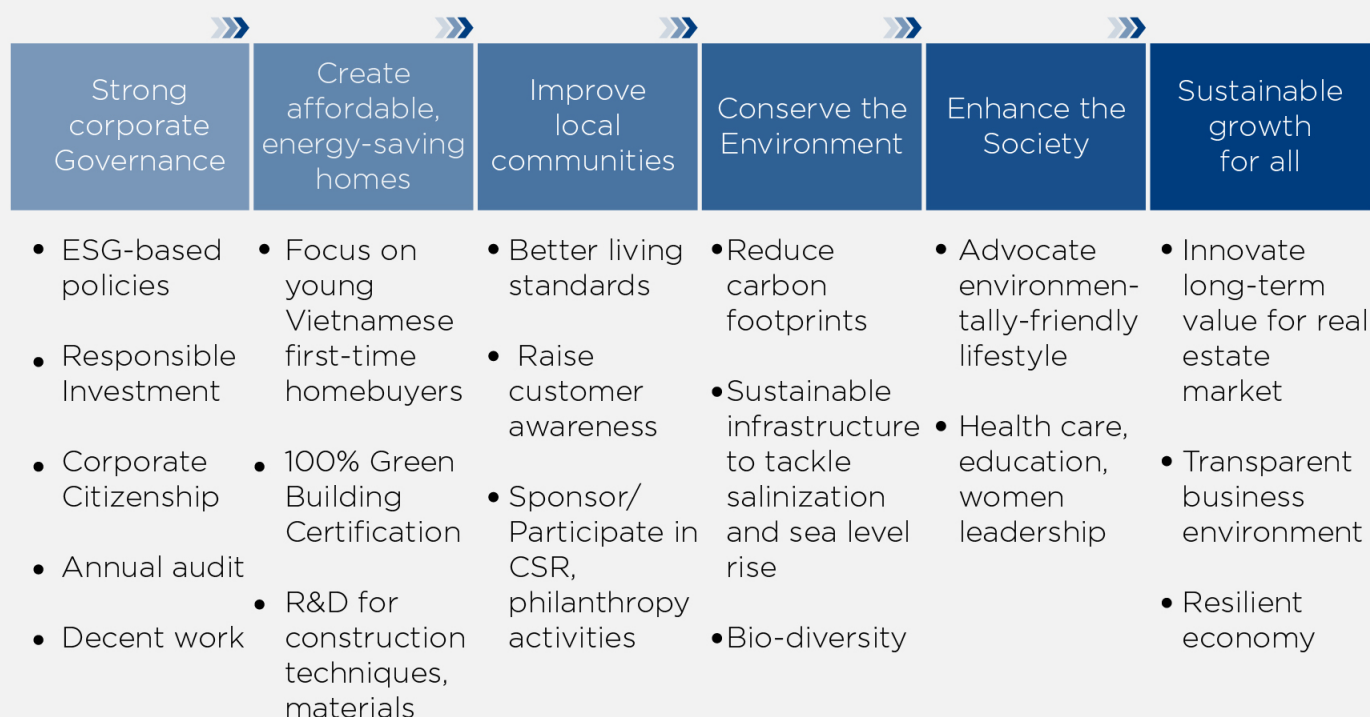 Strong
corporate
Governance
Create
affordable,
energy-saving
homes
Improve
local
communities
Conserve the
Environment
Enhance the
Society
Sustainable
growth
for all
• ESG-based
policies
• Responsible
Investment
• Corporate
Citizenship
• Annual audit
• Decent work
• Focus on
young
Vietnamese
first-time
homebuyers
• 100% Green
Building
Certification
• R&D for
construction
techniques,
materials
• Better living
standards
• Raise
customer
awareness
• Sponsor/
Participate in
CSR,
philanthropy
activities
• Reduce
carbon
footprints
• Sustainable
infrastructure
to tackle
salinization
and sea level
rise
• Bio-diversity
• Advocate
environmen-
tally-friendly
lifestyle
• Health care,
education,
women
leadership
• Innovate
long-term
value for real
estate
market
• Transparent
business
environment
• Resilient
economy